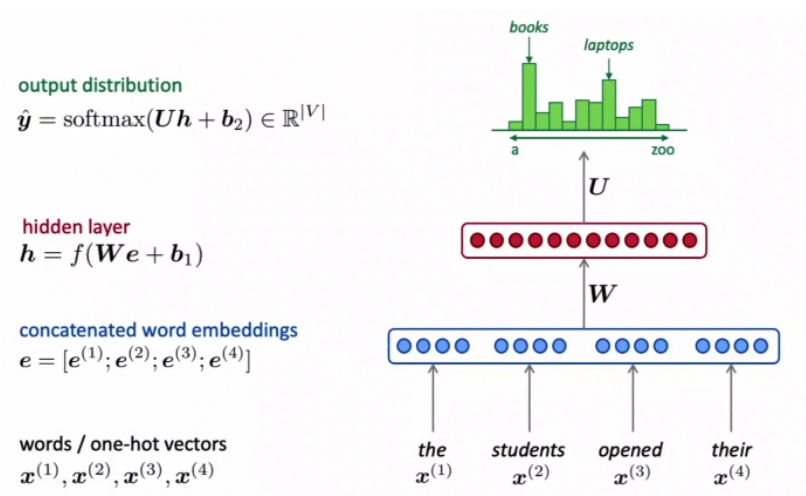 books
laptops
output distribution
ŷ = softmax(Uh + b₂) ∈ ℝ^|V|
a
zoo
U
hidden layer
h = f(We + b₁)
W
concatenated word embeddings
e = [e⁽¹⁾; e⁽²⁾; e⁽³⁾; e⁽⁴⁾]
words / one-hot vectors
the students opened their
x⁽¹⁾, x⁽²⁾, x⁽³⁾, x⁽⁴⁾
x⁽¹⁾ x⁽²⁾ x⁽³⁾ x⁽⁴⁾